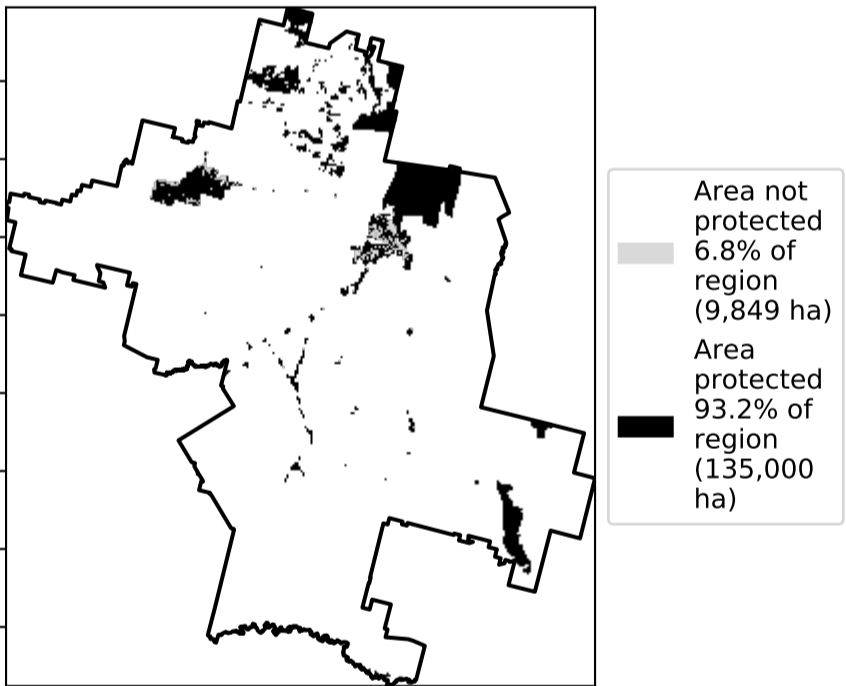 Area not
protected
6.8% of
region
(9,849 ha)
Area
protected
93.2% of
region
(135,000
ha)